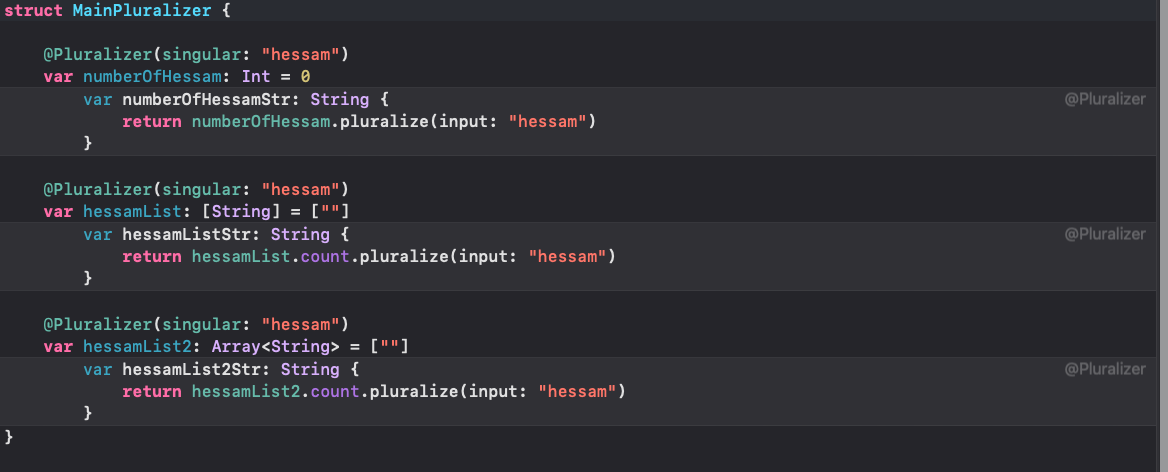 struct MainPluralizer {
@Pluralizer(singular: "hessam")
var numberOfHessam: Int = 0
var numberOfHessamStr: String { @Pluralizer
return numberOfHessam.pluralize(input: "hessam")
}
@Pluralizer(singular: "hessam")
var hessamList: [String] = [""]
var hessamListStr: String { @Pluralizer
return hessamList.count.pluralize(input: "hessam")
}
@Pluralizer(singular: "hessam")
var hessamList2: Array<String> = [""]
var hessamList2Str: String { @Pluralizer
return hessamList2.count.pluralize(input: "hessam")
}
}